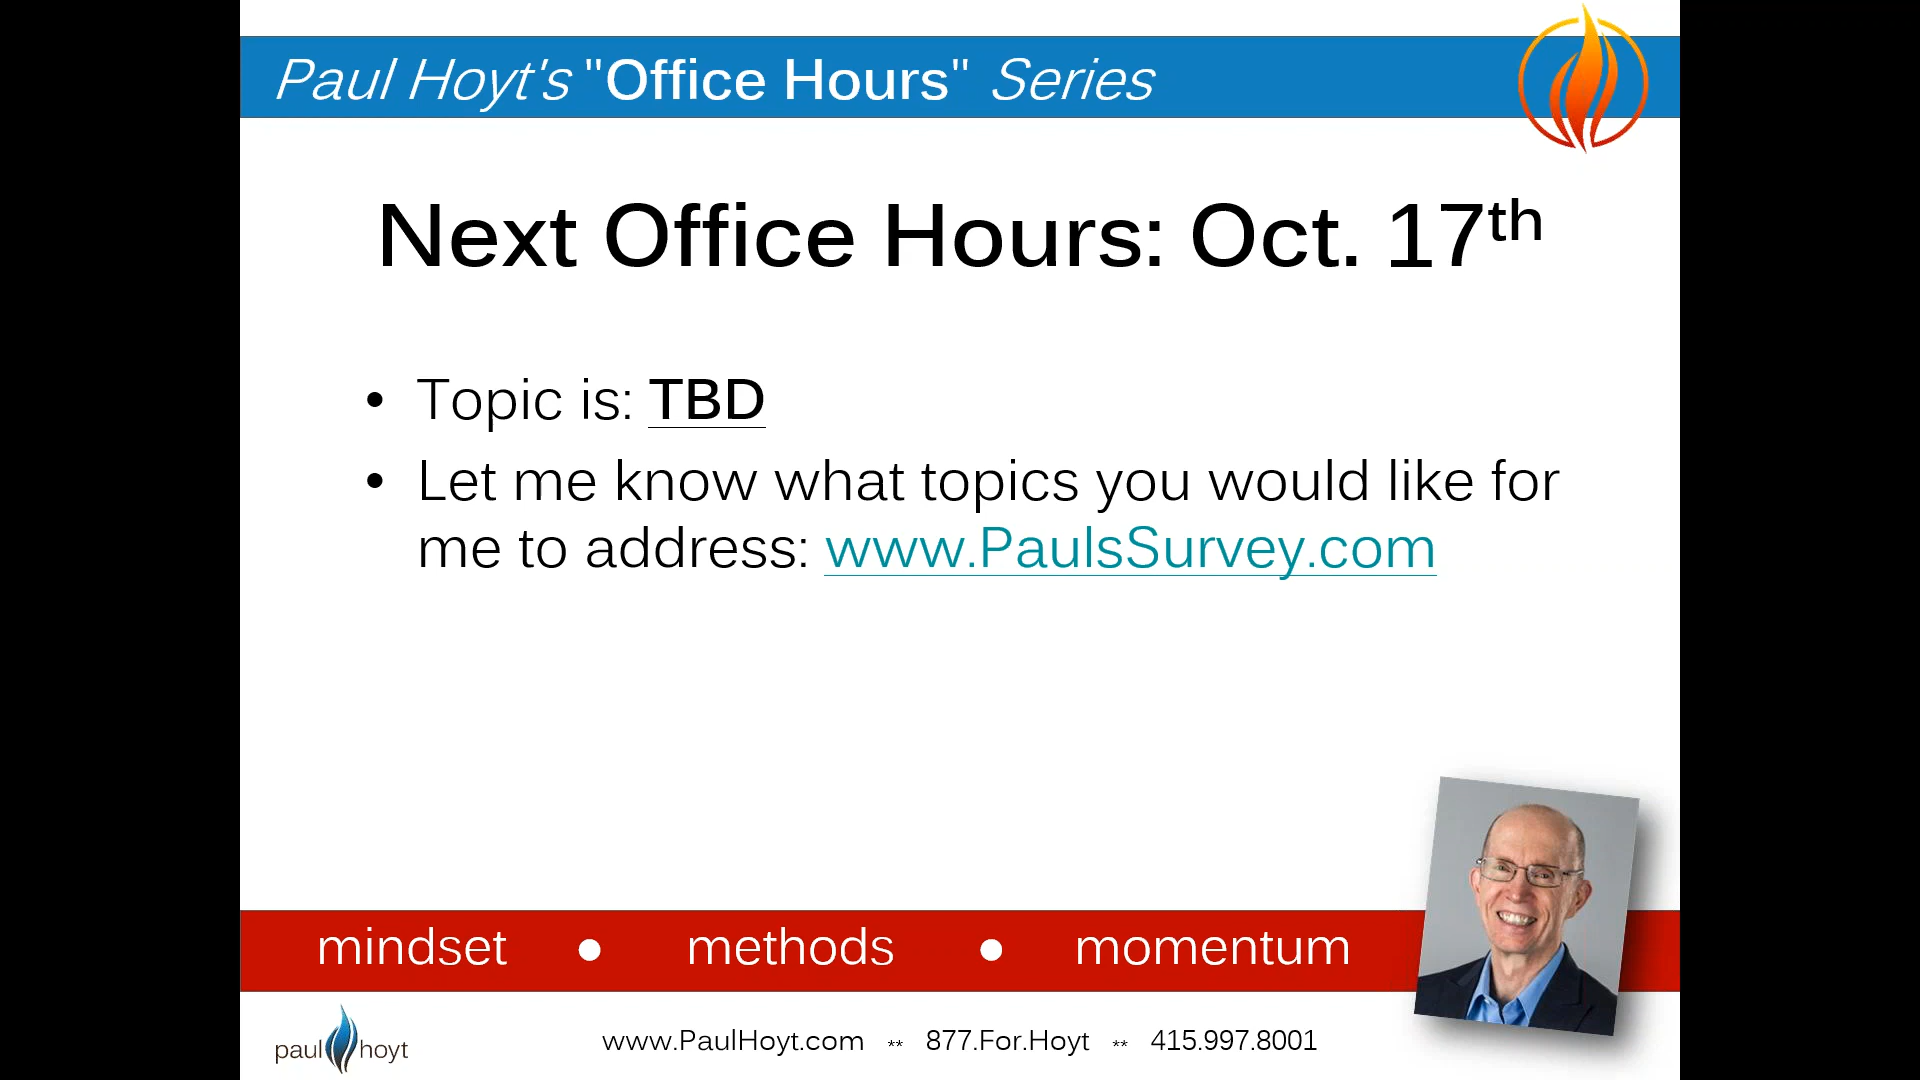 Paul Hoyt's "Office Hours" Series
Next Office Hours: Oct. 17th
• Topic is: TBD
• Let me know what topics you would like for
me to address: www.PaulsSurvey.com
mindset • methods • momentum
paul hoyt
www.PaulHoyt.com ** 877.For.Hoyt ** 415.997.8001